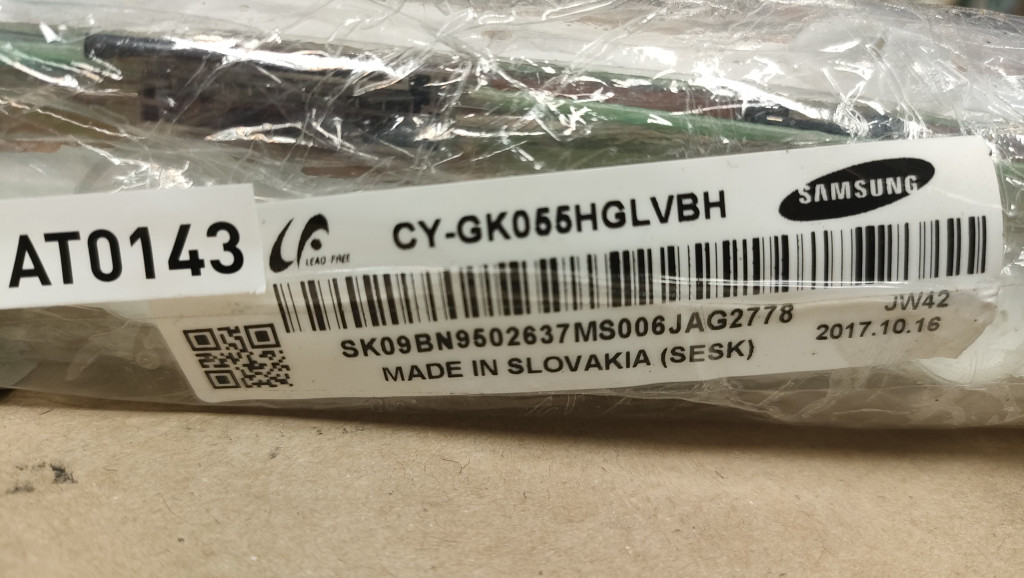 AT0143
LEAD FREE
CY-GK055HGLVBH
SAMSUNG
SK09BN9502637MS006JAG2778
JW42
2017.10.16
MADE IN SLOVAKIA (SESK)